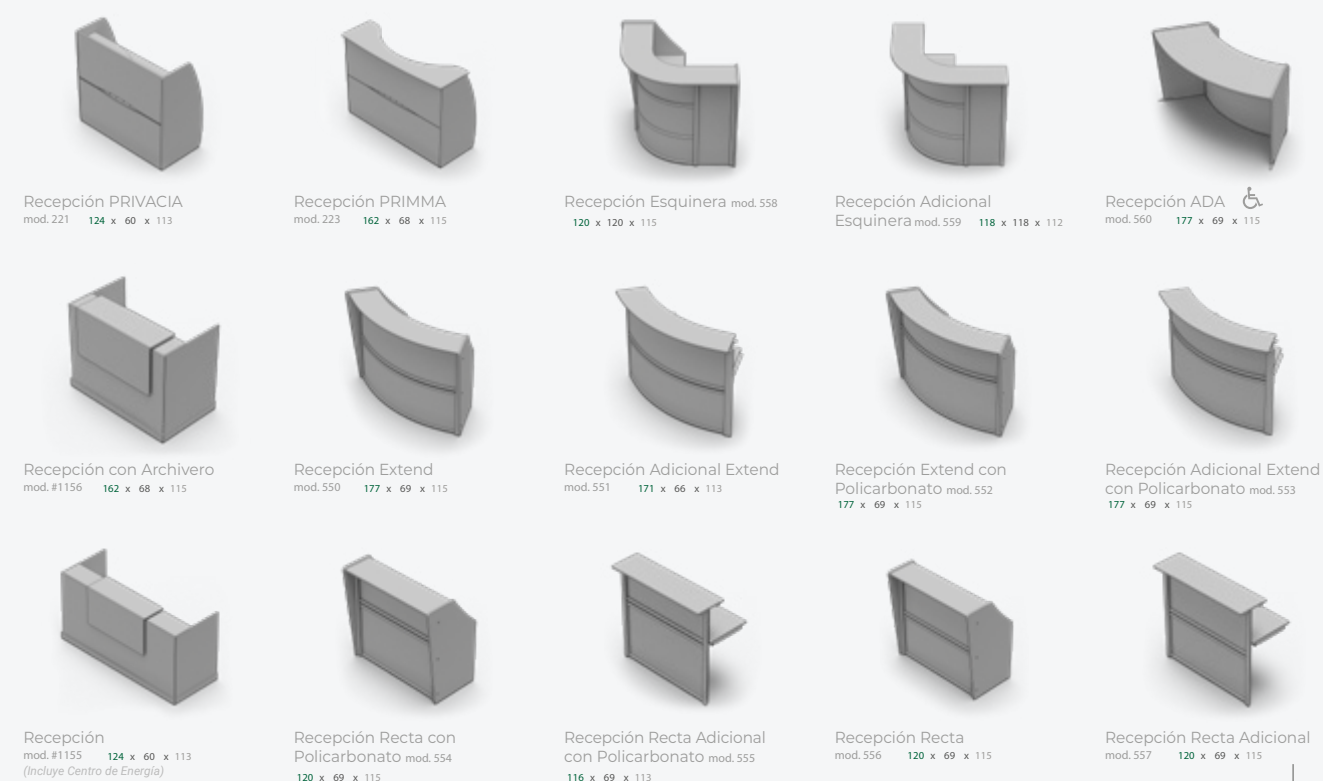 Recepción PRIVACIA
mod. 221 124 x 60 x 113
Recepción PRIMMA
mod. 223 162 x 68 x 115
Recepción Esquinera mod. 558
120 x 120 x 115
Recepción Adicional
Esquinera mod. 559 118 x 118 x 112
Recepción ADA
mod. 560 177 x 69 x 115
Recepción con Archivero
mod. #1156 162 x 68 x 115
Recepción Extend
mod. 550 177 x 69 x 115
Recepción Adicional Extend
mod. 551 171 x 66 x 113
Recepción Extend con
Policarbonato mod. 552
177 x 69 x 115
Recepción Adicional Extend
con Policarbonato mod. 553
177 x 69 x 115
Recepción
mod. #1155 124 x 60 x 113
(Incluye Centro de Energía)
Recepción Recta con
Policarbonato mod. 554
120 x 69 x 115
Recepción Recta Adicional
con Policarbonato mod. 555
116 x 69 x 113
Recepción Recta
mod. 556 120 x 69 x 115
Recepción Recta Adicional
mod. 557 120 x 69 x 115